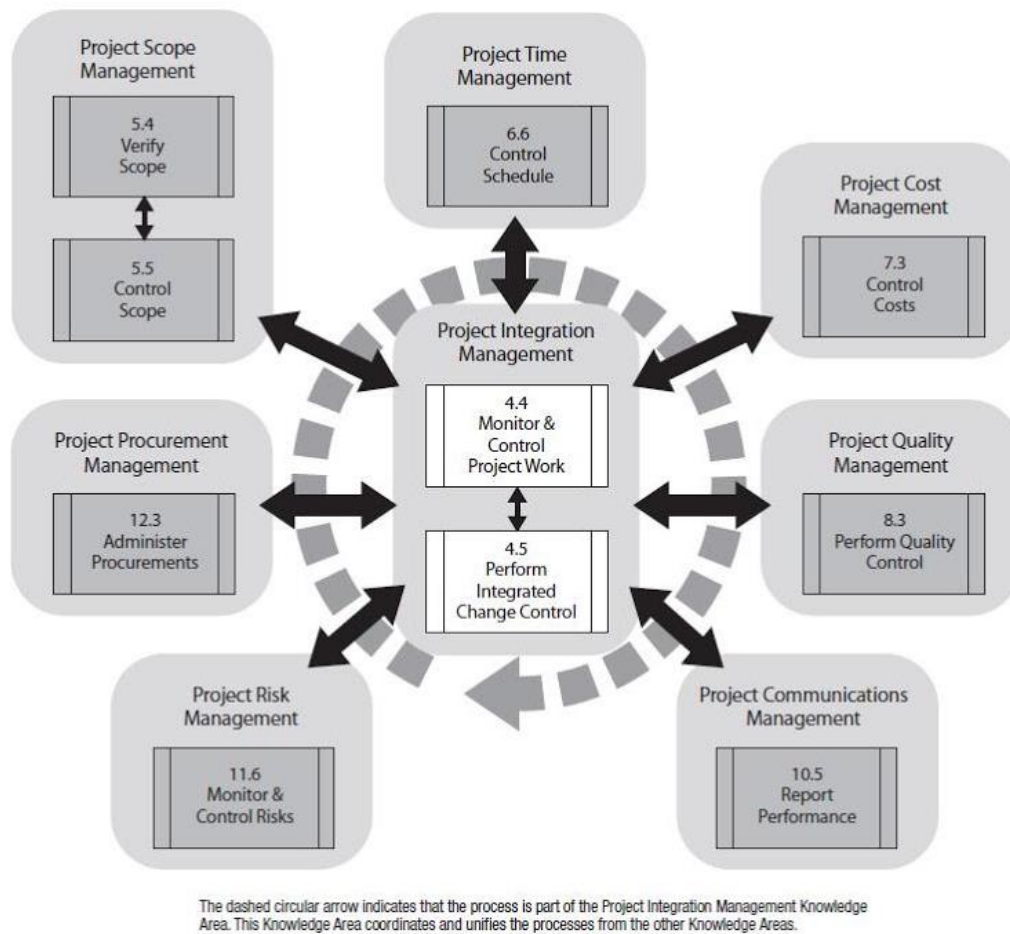 Project Scope
Management
5.4
Verify
Scope
5.5
Control
Scope
Project Time
Management
6.6
Control
Schedule
Project Cost
Management
7.3
Control
Costs
Project Integration
Management
4.4
Monitor &
Control
Project Work
4.5
Perform
Integrated
Change Control
Project Procurement
Management
12.3
Administer
Procurements
Project Quality
Management
8.3
Perform Quality
Control
Project Risk
Management
11.6
Monitor &
Control Risks
Project Communications
Management
10.5
Report
Performance
The dashed circular arrow indicates that the process is part of the Project Integration Management Knowledge
Area. This Knowledge Area coordinates and unifies the processes from the other Knowledge Areas.